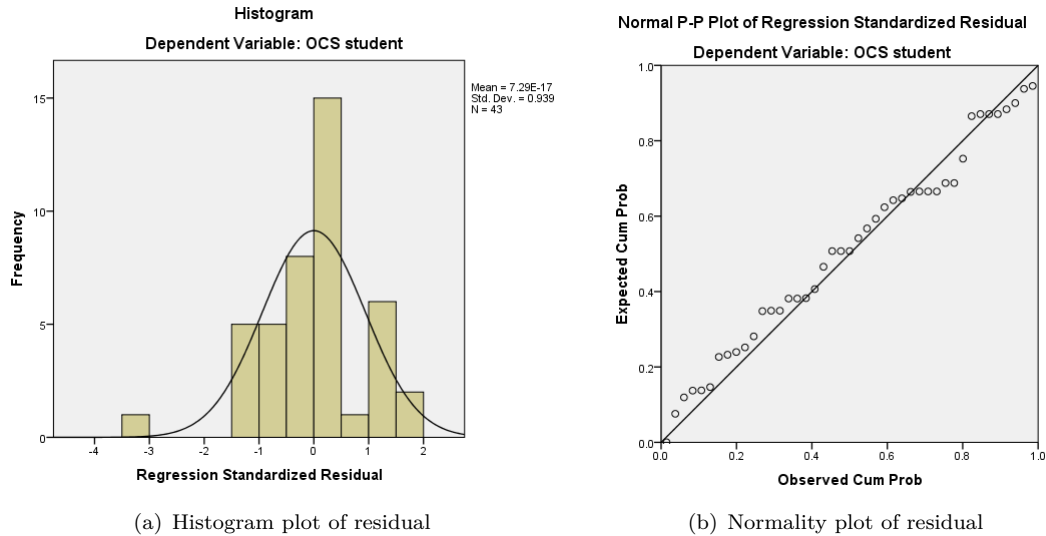 Histogram
Dependent Variable: OCS student
Mean = 7.29E-17
Std. Dev. = 0.939
N = 43
Frequency
15
10
5
0
-4 -3 -2 -1 0 1 2
Regression Standardized Residual
(a) Histogram plot of residual
Normal P-P Plot of Regression Standardized Residual
Dependent Variable: OCS student
Expected Cum Prob
1.0
0.8
0.6
0.4
0.2
0.0
0.0 0.2 0.4 0.6 0.8 1.0
Observed Cum Prob
(b) Normality plot of residual